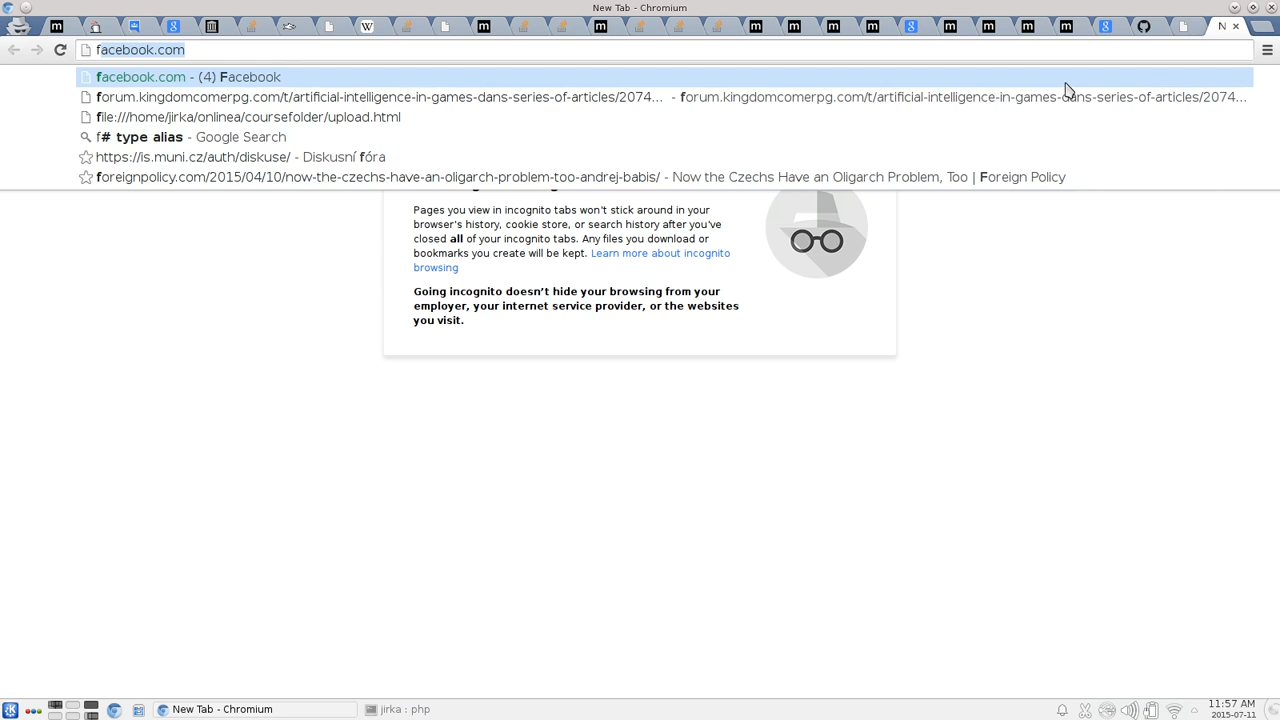 New Tab - Chromium
m g W m m m m m m g m m m m g N
facebook.com
facebook.com - (4) Facebook
forum.kingdomcomerpg.com/t/artificial-intelligence-in-games-dans-series-of-articles/2074... - forum.kingdomcomerpg.com/t/artificial-intelligence-in-games-dans-series-of-articles/2074...
file:///home/jirka/onlinea/coursefolder/upload.html
f# type alias - Google Search
https://is.muni.cz/auth/diskuse/ - Diskusní fóra
foreignpolicy.com/2015/04/10/now-the-czechs-have-an-oligarch-problem-too-andrej-babis/ - Now the Czechs Have an Oligarch Problem, Too | Foreign Policy
Pages you view in incognito tabs won't stick around in your
browser's history, cookie store, or search history after you've
closed all of your incognito tabs. Any files you download or
bookmarks you create will be kept. Learn more about incognito
browsing
Going incognito doesn't hide your browsing from your
employer, your internet service provider, or the websites
you visit.
New Tab - Chromium
jirka : php
11:57 AM
2015-07-11